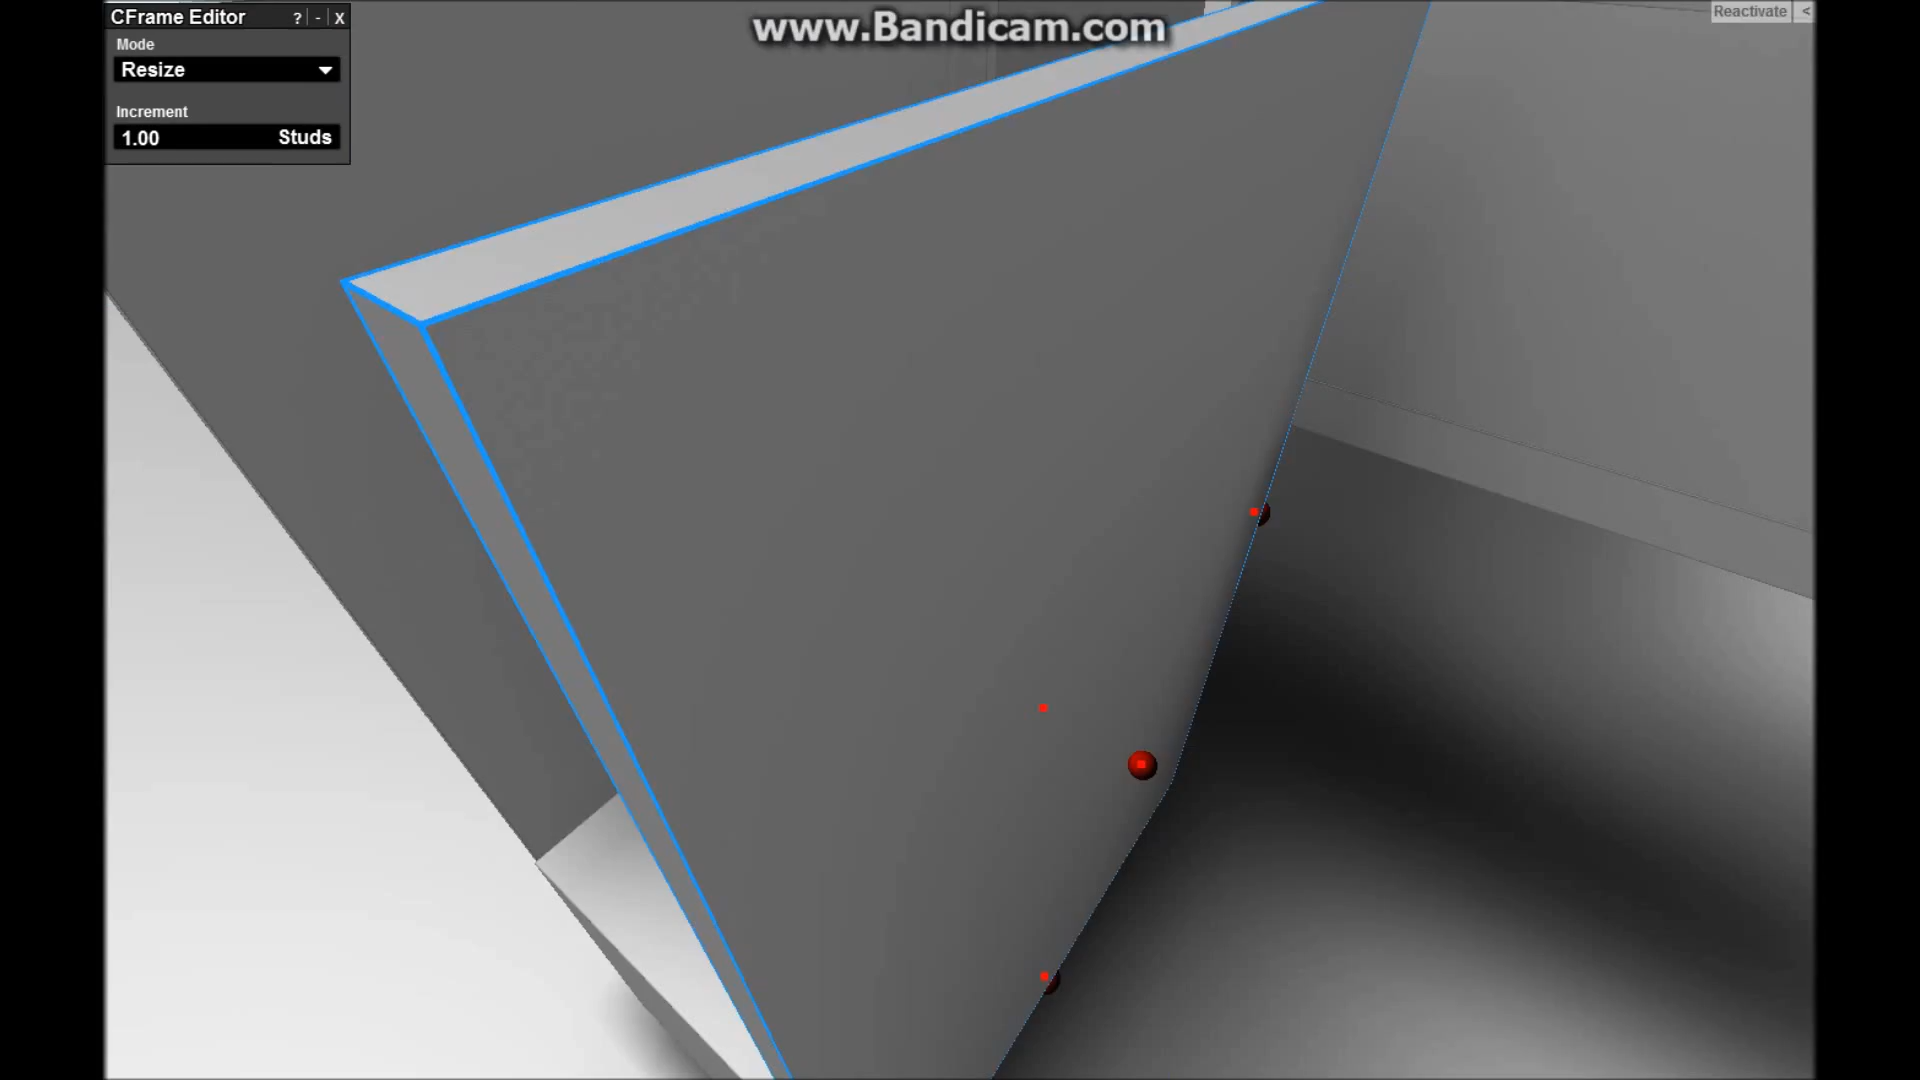 CFrame Editor ? - X
www.Bandicam.com
Reactivate <
Mode
Resize
Increment
1.00 Studs